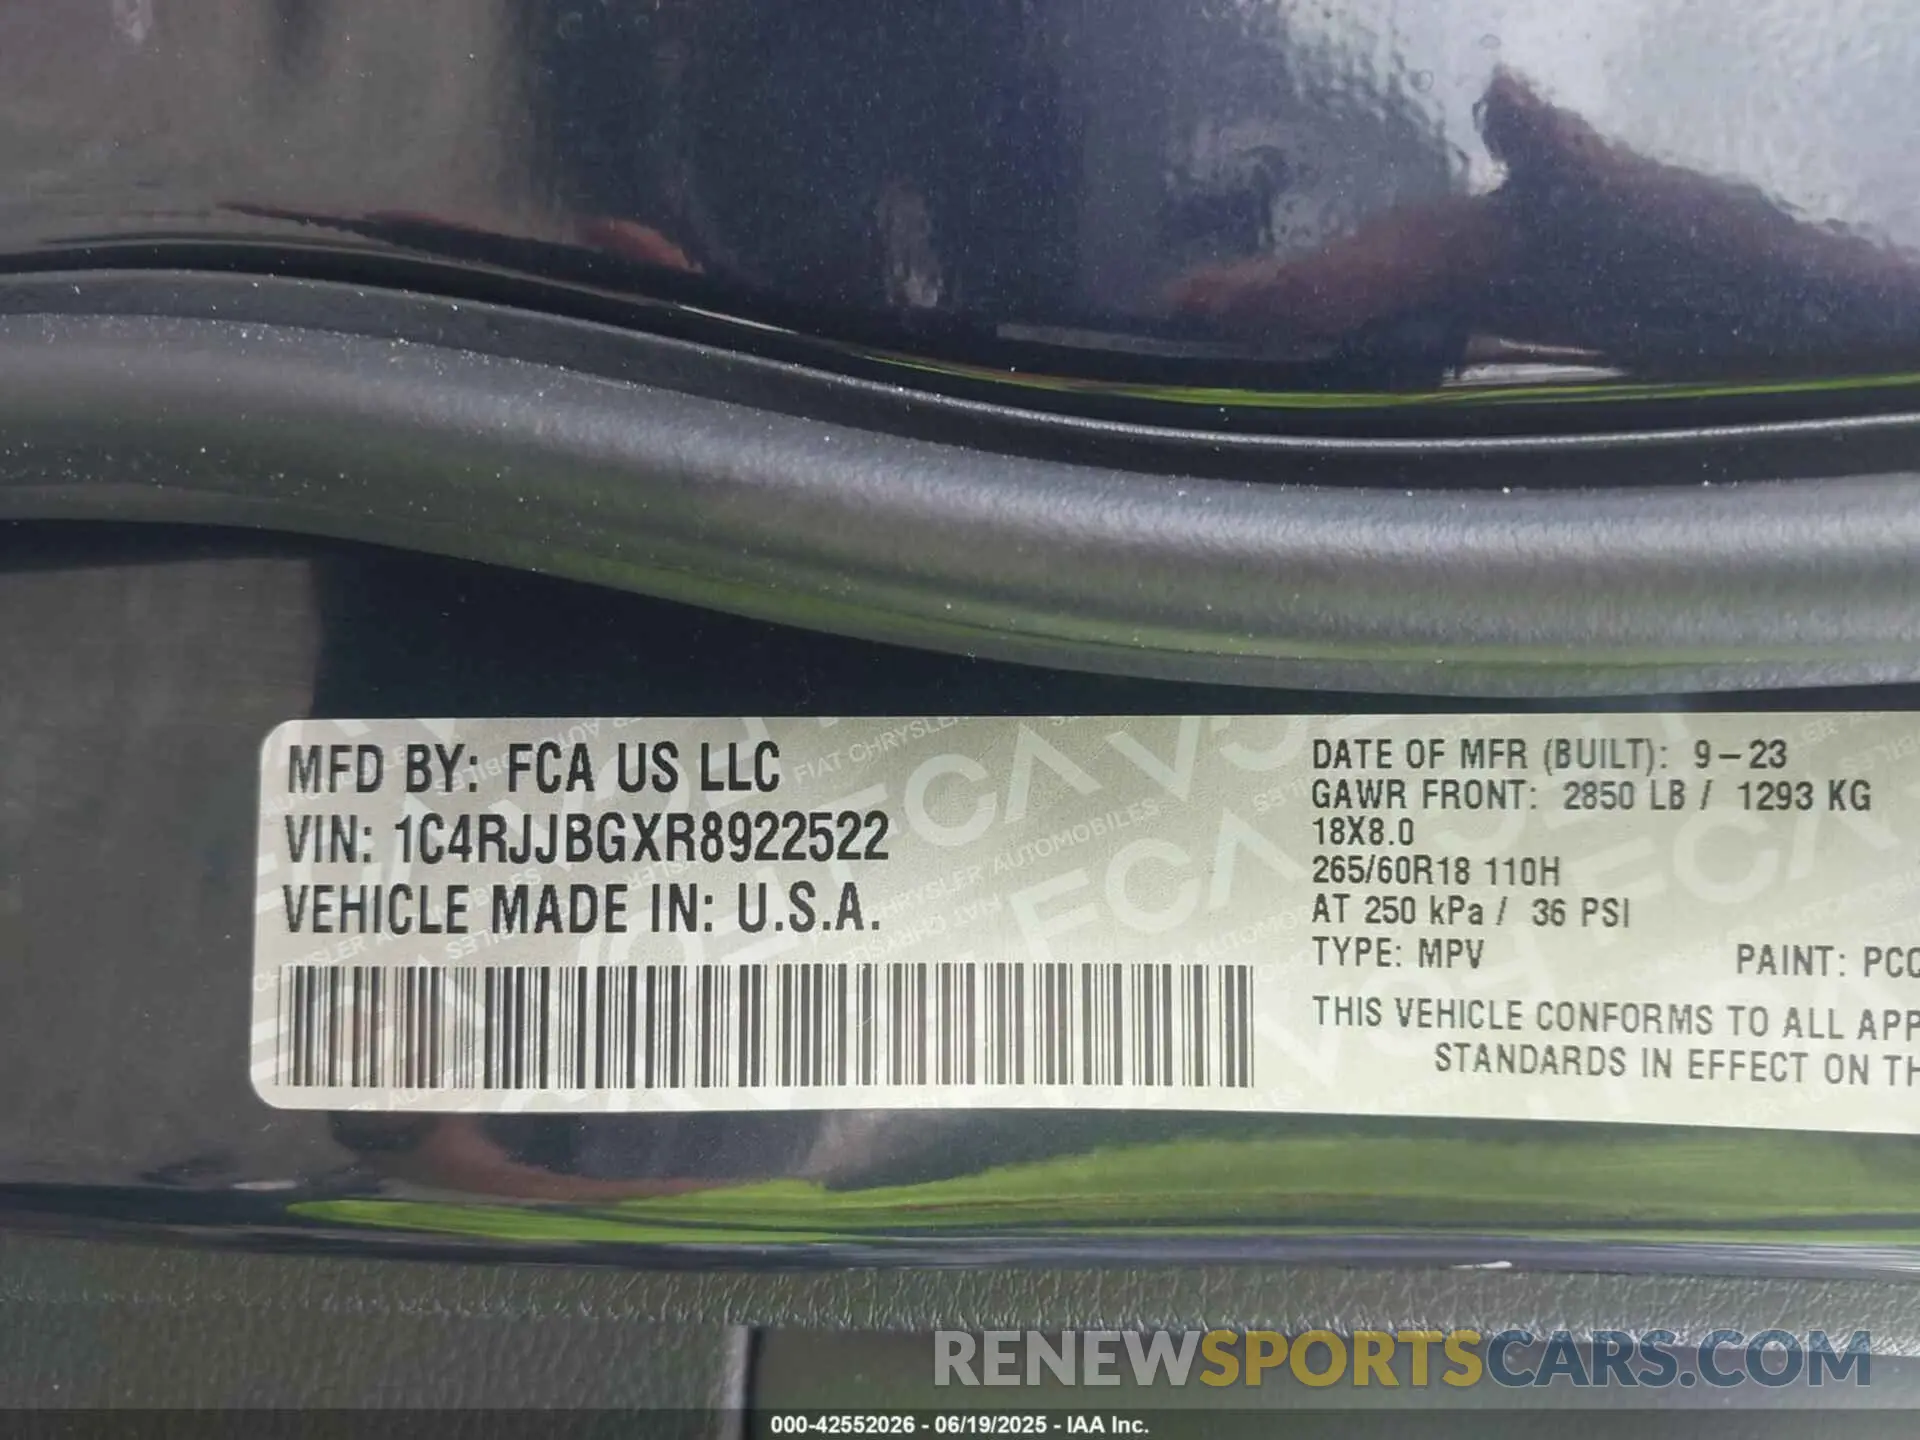 MFD BY: FCA US LLC
VIN: 1C4RJJBGXR8922522
VEHICLE MADE IN: U.S.A.
DATE OF MFR (BUILT): 9-23
GAWR FRONT: 2850 LB / 1293 KG
18X8.0
265/60R18 110H
AT 250 kPa / 36 PSI
TYPE: MPV PAINT:
THIS VEHICLE CONFORMS TO ALL
STANDARDS IN EFFECT ON
RENEWSPORTSCARS.COM
000-42552026 - 06/19/2025 - IAA Inc.